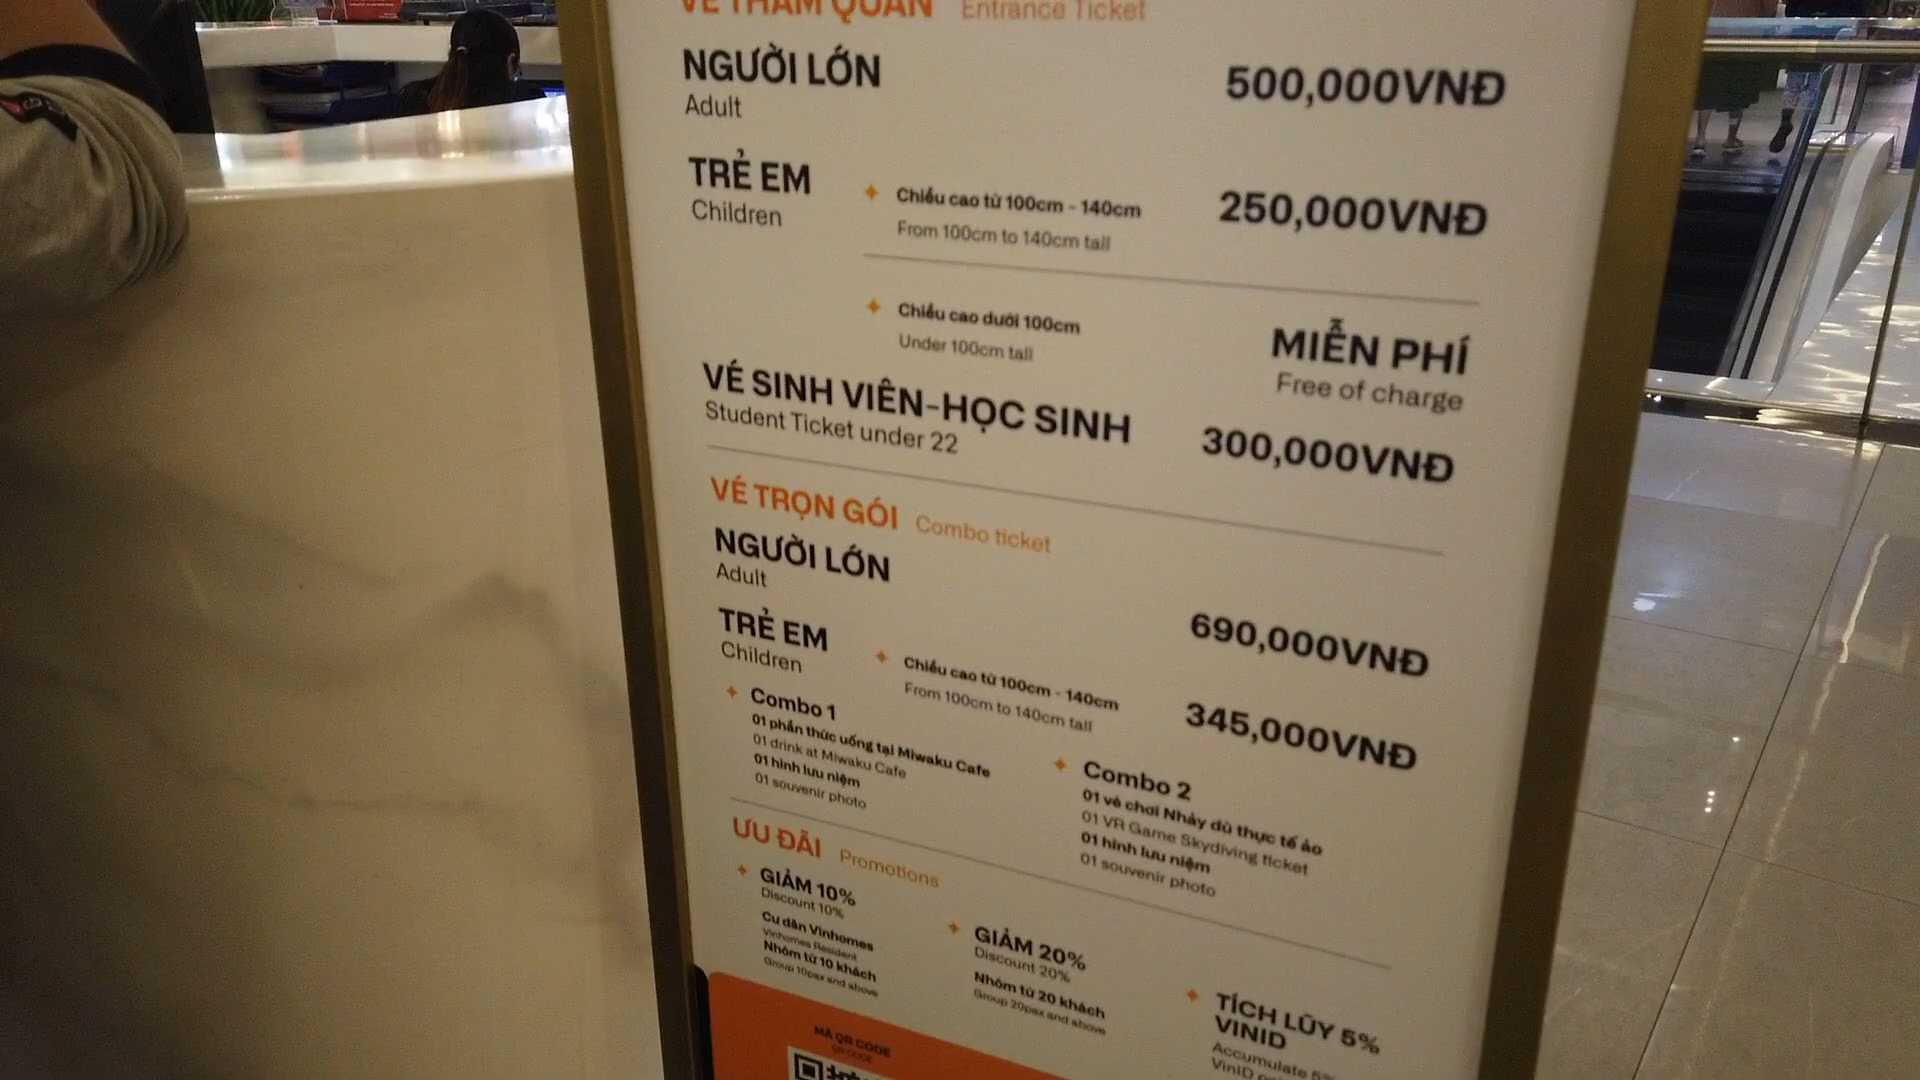 VÉ THAM QUAN Entrance Ticket
NGƯỜI LỚN 500,000VNĐ
Adult
TRẺ EM
Children
Chiều cao từ 100cm - 140cm 250,000VNĐ
From 100cm to 140cm tall
Chiều cao dưới 100cm MIỄN PHÍ
Under 100cm tall Free of charge
VÉ SINH VIÊN-HỌC SINH 300,000VNĐ
Student Ticket under 22
VÉ TRỌN GÓI Combo ticket
NGƯỜI LỚN 690,000VNĐ
Adult
TRẺ EM
Children
Chiều cao từ 100cm - 140cm 345,000VNĐ
From 100cm to 140cm tall
Combo 1
01 phần thức uống tại Miwaku Cafe
01 drink at Miwaku Cafe
01 hình lưu niệm
01 souvenir photo
Combo 2
01 vé chơi Nhảy dù thực tế ảo
01 VR Game Skydiving ticket
01 hình lưu niệm
01 souvenir photo
ƯU ĐÃI Promotions
GIẢM 10%
Discount 10%
Cư dân Vinhomes
Vinhomes Resident
Nhóm từ 10 khách
Group 10pax and above
GIẢM 20%
Discount 20%
Nhóm từ 20 khách
Group 20pax and above
TÍCH LŨY 5%
VINID
Accumulate 5%
VinID
MÃ QR CODE
QR CODE